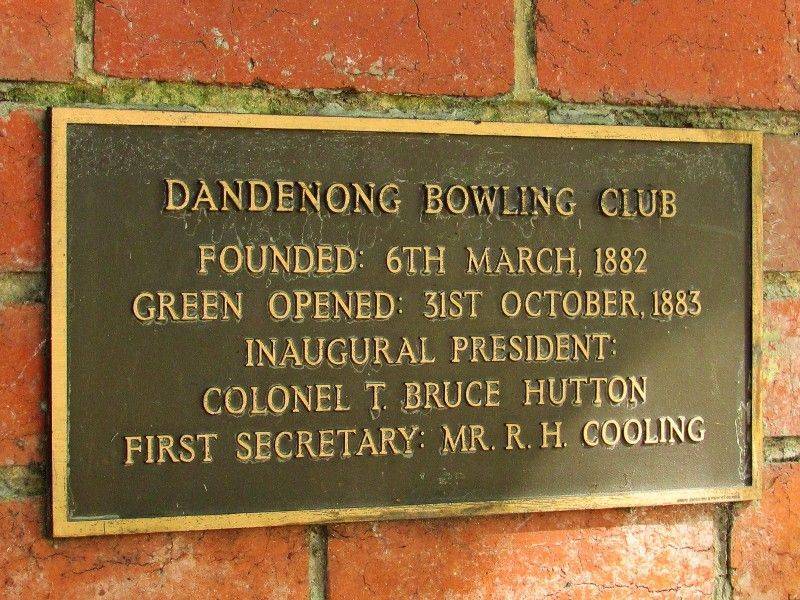 DANDENONG BOWLING CLUB
FOUNDED: 6TH MARCH, 1882
GREEN OPENED: 31ST OCTOBER, 1883
INAUGURAL PRESIDENT:
COLONEL T. BRUCE HUTTON
FIRST SECRETARY: MR. R. H. COOLING